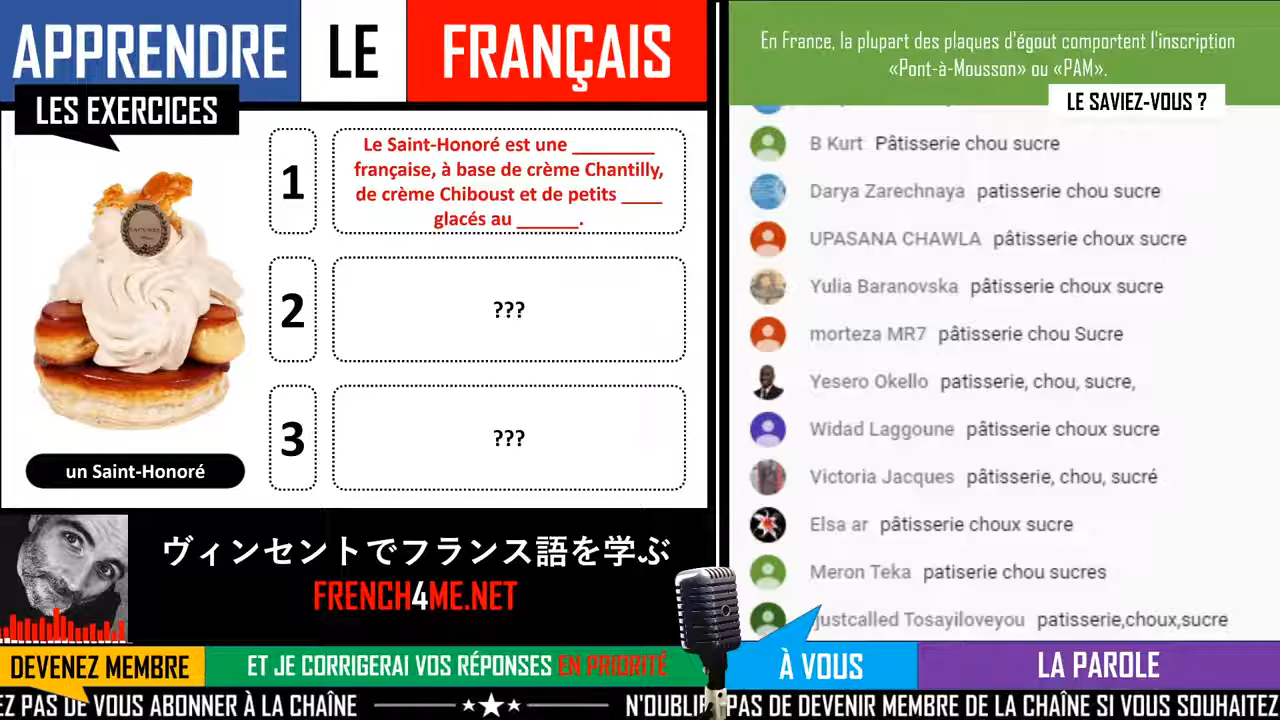 APPRENDRE LE FRANÇAIS
LES EXERCICES
1
Le Saint-Honoré est une ________
française, à base de crème Chantilly,
de crème Chiboust et de petits ____
glacés au ______.
2
???
3
???
un Saint-Honoré
ヴィンセントでフランス語を学ぶ
FRENCH4ME.NET
En France, la plupart des plaques d'égout comportent l'inscription
«Pont-à-Mousson» ou «PAM».
LE SAVIEZ-VOUS ?
B Kurt Pâtisserie chou sucre
Darya Zarechnaya patisserie chou sucre
UPASANA CHAWLA pâtisserie choux sucre
Yulia Baranovska pâtisserie choux sucre
morteza MR7 pâtisserie chou Sucre
Yesero Okello patisserie, chou, sucre,
Widad Laggoune pâtisserie choux sucre
Victoria Jacques pâtisserie, chou, sucré
Elsa ar pâtisserie choux sucre
Meron Teka patiserie chou sucres
justcalled Tosayiloveyou patisserie,choux,sucre
DEVENEZ MEMBRE
ET JE CORRIGERAI VOS RÉPONSES EN PRIORITÉ
À VOUS
LA PAROLE
EZ PAS DE VOUS ABONNER À LA CHAÎNE
N'OUBLI PAS DE DEVENIR MEMBRE DE LA CHAÎNE SI VOUS SOUHAITEZ